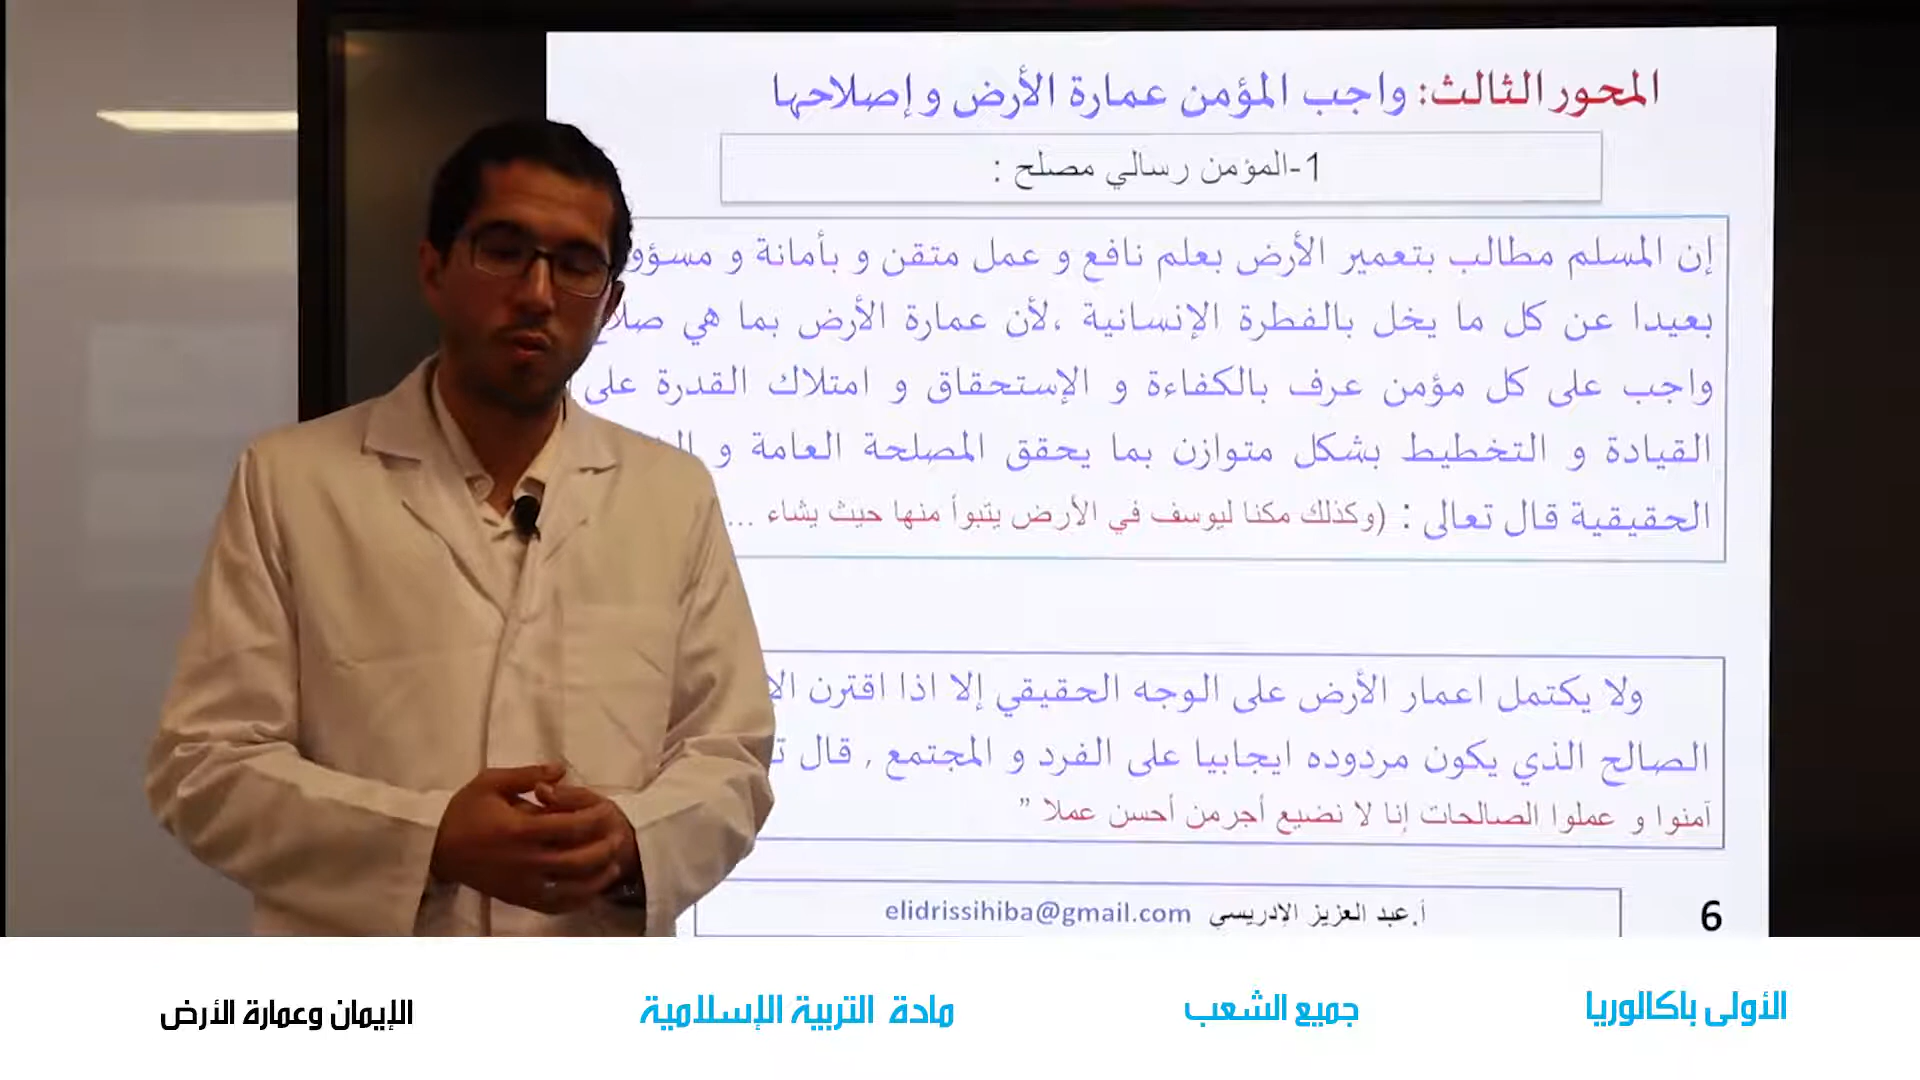 المحور الثالث: واجب المؤمن عمارة الأرض وإصلاحها
1-المؤمن رسالي مصلح :
إن المسلم مطالب بتعمير الأرض بعلم نافع و عمل متقن و بأمانة و
بعيدا عن كل ما يخل بالفطرة الإنسانية ،لأن عمارة الأرض بما هي
واجب على كل مؤمن عرف بالكفاءة و الإستحقاق و امتلاك القدرة على
القيادة و التخطيط بشكل متوازن بما يحقق المصلحة العامة و
الحقيقية قال تعالى : (وكذلك مكنا ليوسف في الأرض يتبوأ منها حيث يشاء ...
ولا يكتمل اعمار الأرض على الوجه الحقيقي إلا اذا اقترن
الصالح الذي يكون مردوده ايجابيا على الفرد و المجتمع , قال
آمنوا و عملوا الصالحات إنا لا نضيع أجر من أحسن عملا ”
أ.عبد العزيز الإدريسي elidrissihiba@gmail.com
6
الأولى باكالوريا
جميع الشعب
مادة التربية الإسلامية
الإيمان وعمارة الأرض